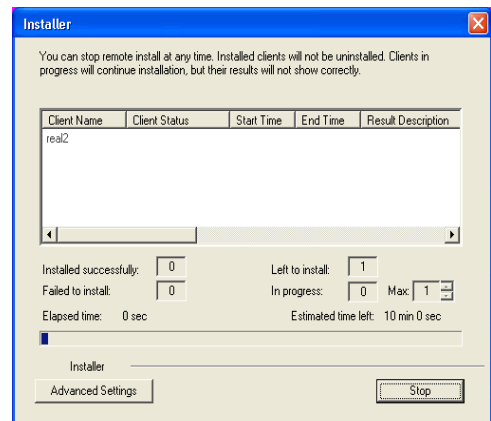 Installer
You can stop remote install at any time. Installed clients will not be uninstalled. Clients in
progress will continue installation, but their results will not show correctly.
Client Name Client Status Start Time End Time Result Description
real2
Installed successfully: 0 Left to install: 1
Failed to install: 0 In progress: 0 Max: 1
Elapsed time: 0 sec Estimated time left: 10 min 0 sec
Installer
Advanced Settings Stop